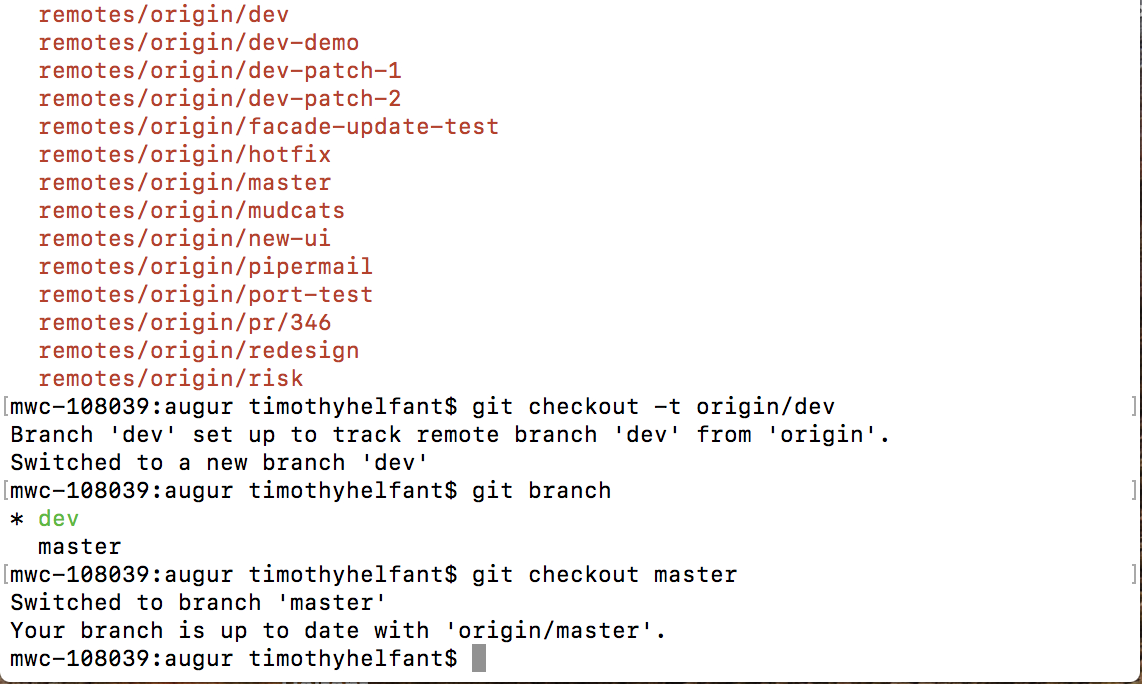 remotes/origin/dev
remotes/origin/dev-demo
remotes/origin/dev-patch-1
remotes/origin/dev-patch-2
remotes/origin/facade-update-test
remotes/origin/hotfix
remotes/origin/master
remotes/origin/mudcats
remotes/origin/new-ui
remotes/origin/pipermail
remotes/origin/port-test
remotes/origin/pr/346
remotes/origin/redesign
remotes/origin/risk
[mwc-108039:augur timothyhelfant$ git checkout -t origin/dev ]
Branch 'dev' set up to track remote branch 'dev' from 'origin'.
Switched to a new branch 'dev'
[mwc-108039:augur timothyhelfant$ git branch ]
* dev
master
[mwc-108039:augur timothyhelfant$ git checkout master ]
Switched to branch 'master'
Your branch is up to date with 'origin/master'.
mwc-108039:augur timothyhelfant$